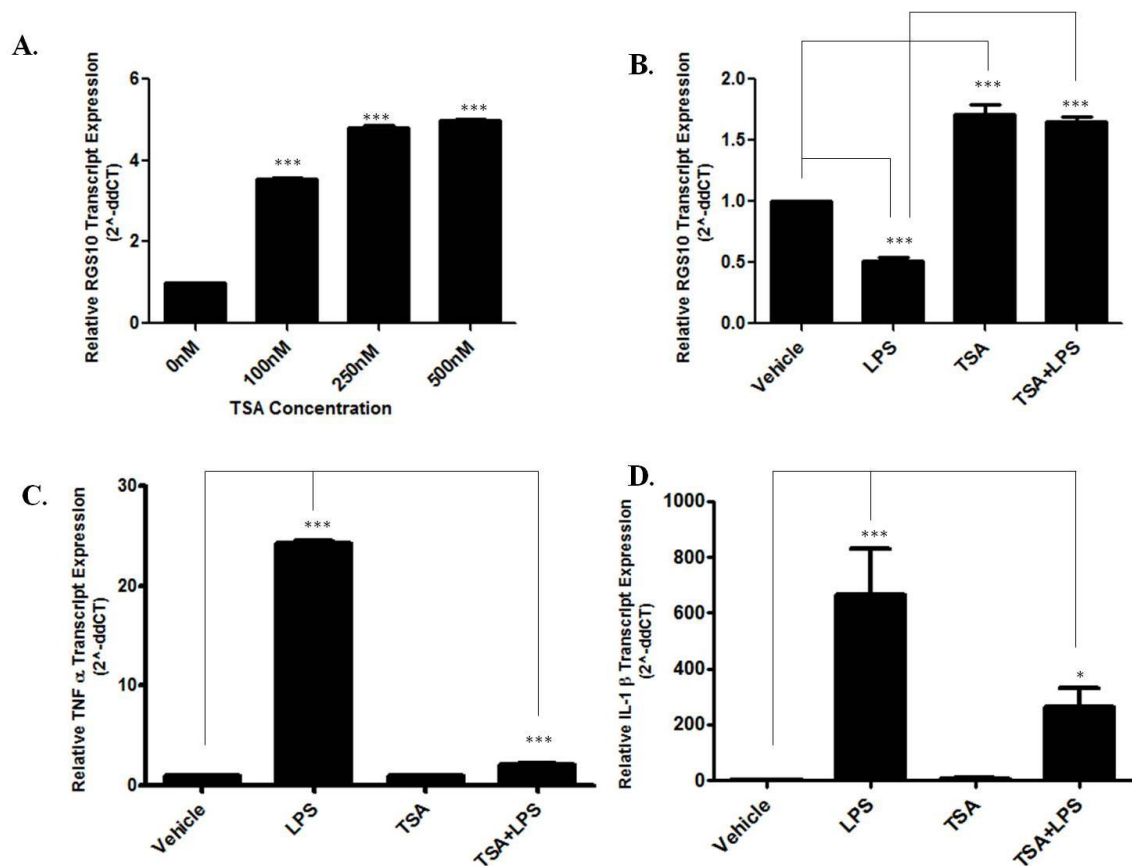 A.
Relative RGS10 Transcript Expression
(2^-ddCT)
6
4
2
0
***
***
***
0nM
100nM
250nM
500nM
TSA Concentration
B.
Relative RGS10 Transcript Expression
(2^-ddCT)
2.0
1.5
1.0
0.5
0.0
***
***
***
Vehicle
LPS
TSA
TSA+LPS
C.
Relative TNF α Transcript Expression
(2^-ddCT)
30
20
10
0
***
***
Vehicle
LPS
TSA
TSA+LPS
D.
Relative IL-1 β Transcript Expression
(2^-ddCT)
1000
800
600
400
200
0
***
*
Vehicle
LPS
TSA
TSA+LPS